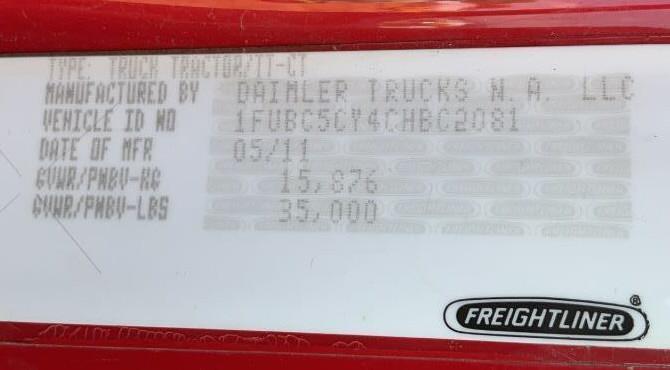 TYPE: TRUCK TRACTOR/TT-CT
MANUFACTURED BY DAIMLER TRUCKS N.A. LLC
VEHICLE ID NO 1FUBC5CY4CHBC2081
DATE OF MFR 05/11
GVWR/PNBV-KG 15,876
GVWR/PNBV-LBS 35,000
FREIGHTLINER®